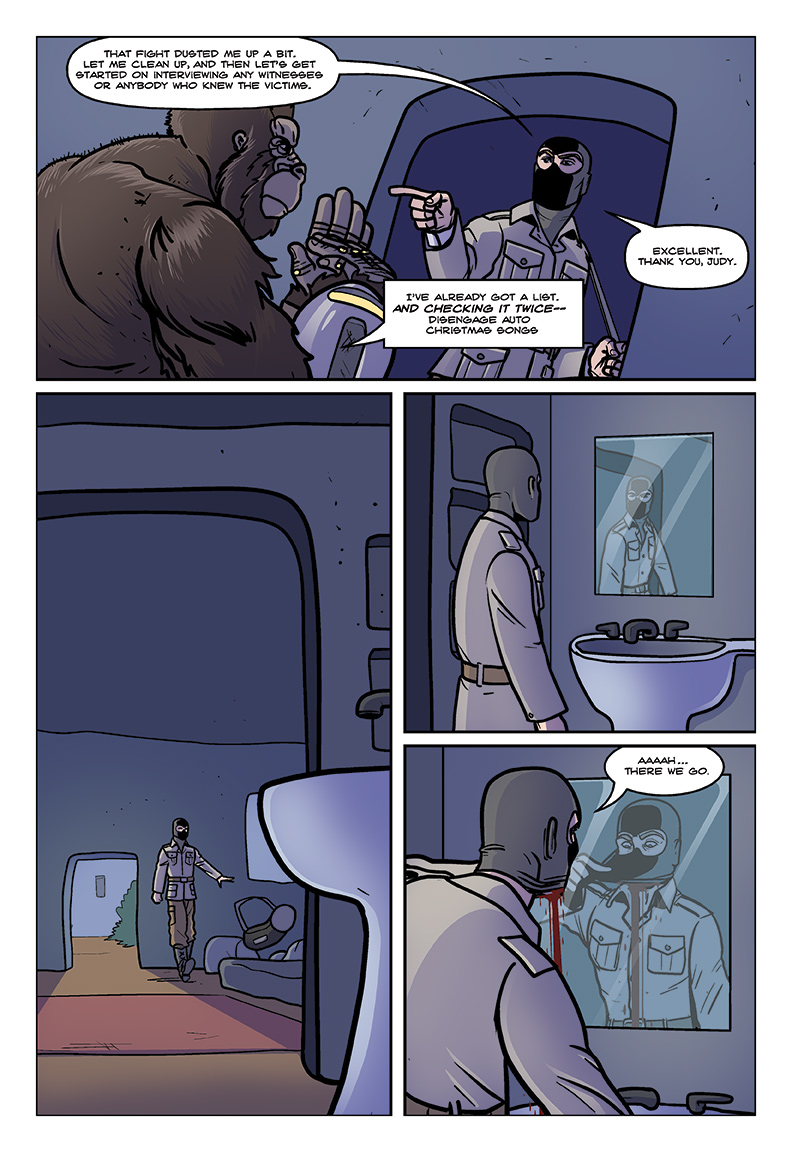 THAT FIGHT DUSTED ME UP A BIT.
LET ME CLEAN UP, AND THEN LET'S GET
STARTED ON INTERVIEWING ANY WITNESSES
OR ANYBODY WHO KNEW THE VICTIMS.
EXCELLENT.
THANK YOU, JUDY.
I'VE ALREADY GOT A LIST.
AND CHECKING IT TWICE--
DISENGAGE AUTO
CHRISTMAS SONGS
AAAAH...
THERE WE GO.